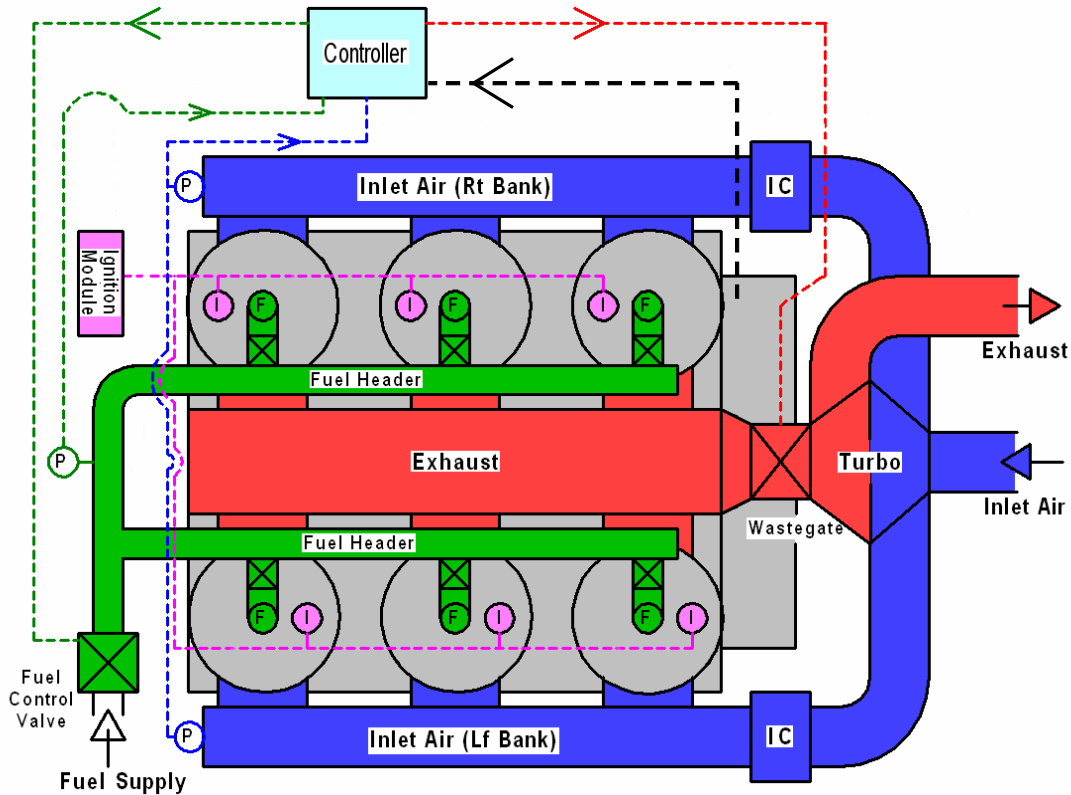 Controller
P
Inlet Air (Rt Bank)
IC
Ignition
Module
I
I
I
F
F
F
Fuel Header
Exhaust
P
Exhaust
Turbo
Wastegate
Inlet Air
Fuel Header
F
I
F
I
F
I
Fuel
Control
Valve
P
Inlet Air (Lf Bank)
IC
Fuel Supply